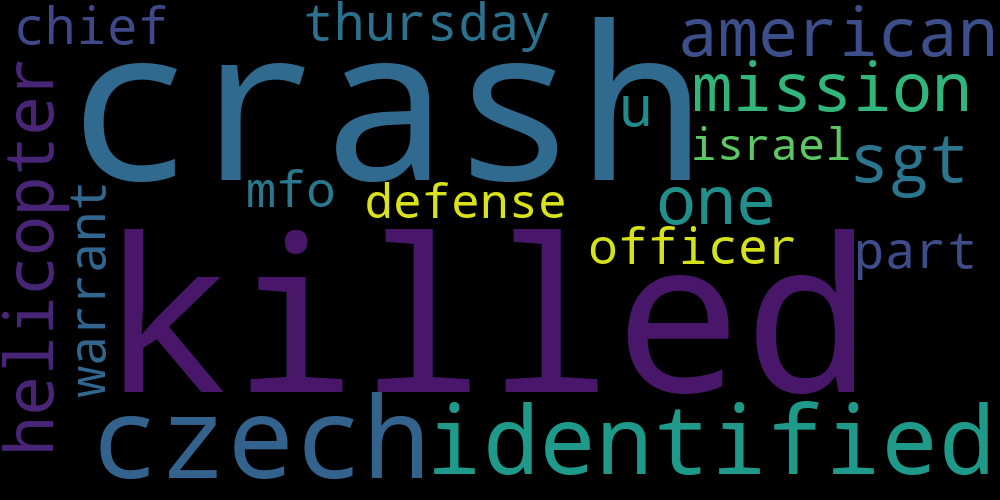 chief
thursday
american
crash
u
mission
israel
sgt
helicopter
mfo
defense
one
warrant
officer
part
killed
czech
identified